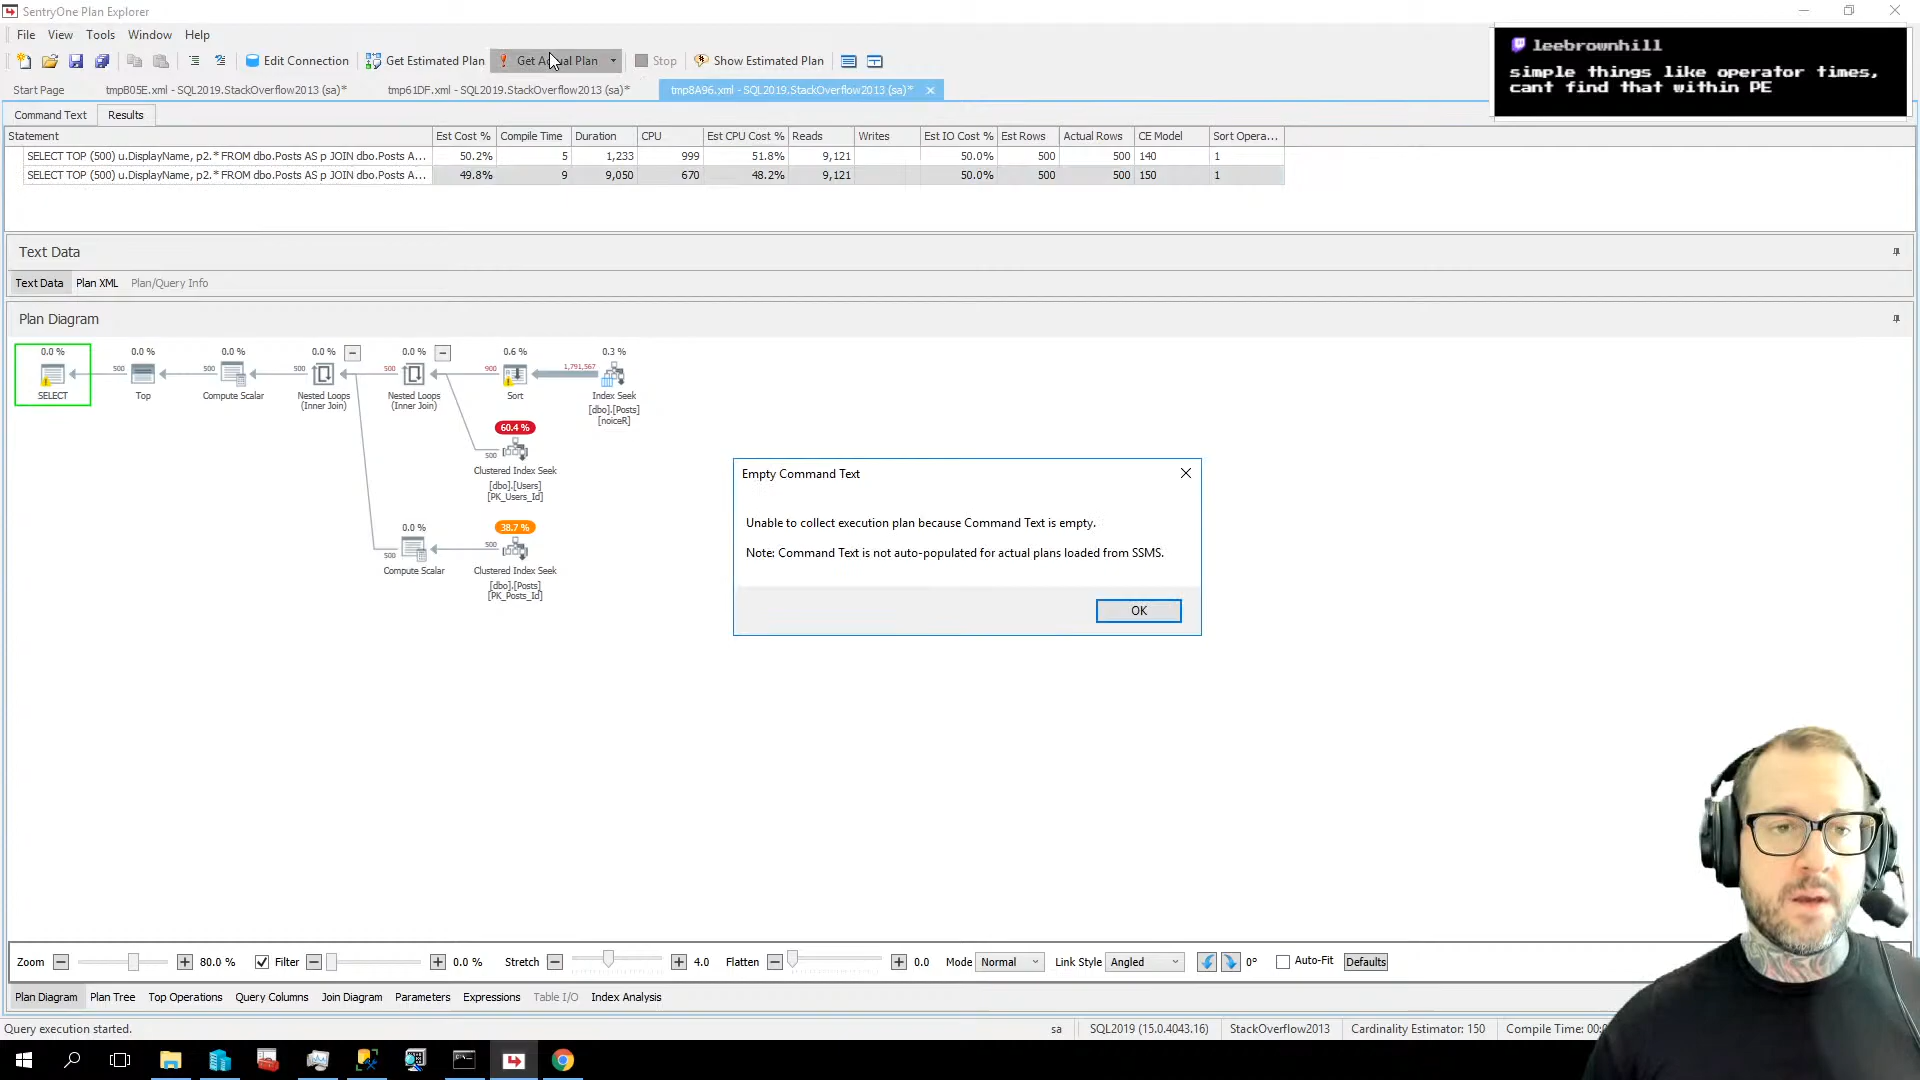 SentryOne Plan Explorer
File View Tools Window Help
Edit Connection Get Estimated Plan Get Actual Plan Stop Show Estimated Plan
Start Page tmpB05E.xml - SQL2019.StackOverflow2013 (sa)* tmp61DF.xml - SQL2019.StackOverflow2013 (sa)* tmp8A96.xml - SQL2019.StackOverflow2013 (sa)*
leebrownhill
simple things like operator times,
cant find that within PE
Command Text Results
Statement Est Cost % Compile Time Duration CPU Est CPU Cost % Reads Writes Est IO Cost % Est Rows Actual Rows CE Model Sort Opera...
SELECT TOP (500) u.DisplayName, p2.* FROM dbo.Posts AS p JOIN dbo.Posts A... 50.2% 5 1,233 999 51.8% 9,121 50.0% 500 500 140 1
SELECT TOP (500) u.DisplayName, p2.* FROM dbo.Posts AS p JOIN dbo.Posts A... 49.8% 9 9,050 670 48.2% 9,121 50.0% 500 500 150 1
Text Data
Text Data Plan XML Plan/Query Info
Plan Diagram
0.0 % 0.0 % 0.0 % 0.0 % 0.0 % 0.6 % 0.3 %
500 500 500 500 900 1,791,567
SELECT Top Compute Scalar Nested Loops Nested Loops Sort Index Seek
(Inner Join) (Inner Join) [dbo].[Posts]
[noiceR]
60.4 %
500
Clustered Index Seek
[dbo].[Users]
[PK_Users_Id]
0.0 % 38.7 %
500 500
Compute Scalar Clustered Index Seek
[dbo].[Posts]
[PK_Posts_Id]
Empty Command Text
Unable to collect execution plan because Command Text is empty.
Note: Command Text is not auto-populated for actual plans loaded from SSMS.
OK
Zoom 80.0 % Filter 0.0 % Stretch 4.0 Flatten 0.0 Mode Normal Link Style Angled 0° Auto-Fit Defaults
Plan Diagram Plan Tree Top Operations Query Columns Join Diagram Parameters Expressions Table I/O Index Analysis
Query execution started. sa SQL2019 (15.0.4043.16) StackOverflow2013 Cardinality Estimator: 150 Compile Time: 00: